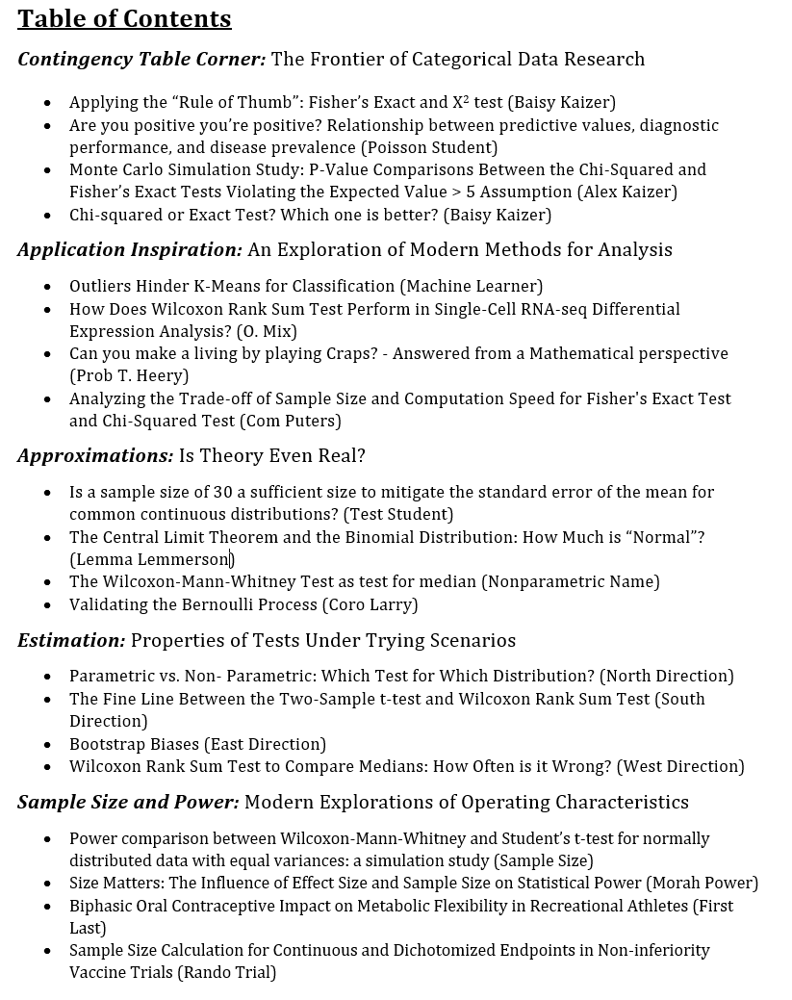 Table of Contents
Contingency Table Corner: The Frontier of Categorical Data Research
• Applying the “Rule of Thumb”: Fisher’s Exact and X² test (Baisy Kaizer)
• Are you positive you’re positive? Relationship between predictive values, diagnostic
performance, and disease prevalence (Poisson Student)
• Monte Carlo Simulation Study: P-Value Comparisons Between the Chi-Squared and
Fisher’s Exact Tests Violating the Expected Value > 5 Assumption (Alex Kaizer)
• Chi-squared or Exact Test? Which one is better? (Baisy Kaizer)
Application Inspiration: An Exploration of Modern Methods for Analysis
• Outliers Hinder K-Means for Classification (Machine Learner)
• How Does Wilcoxon Rank Sum Test Perform in Single-Cell RNA-seq Differential
Expression Analysis? (O. Mix)
• Can you make a living by playing Craps? - Answered from a Mathematical perspective
(Prob T. Heery)
• Analyzing the Trade-off of Sample Size and Computation Speed for Fisher's Exact Test
and Chi-Squared Test (Com Puters)
Approximations: Is Theory Even Real?
• Is a sample size of 30 a sufficient size to mitigate the standard error of the mean for
common continuous distributions? (Test Student)
• The Central Limit Theorem and the Binomial Distribution: How Much is “Normal”?
(Lemma Lemmerson)
• The Wilcoxon-Mann-Whitney Test as test for median (Nonparametric Name)
• Validating the Bernoulli Process (Coro Larry)
Estimation: Properties of Tests Under Trying Scenarios
• Parametric vs. Non- Parametric: Which Test for Which Distribution? (North Direction)
• The Fine Line Between the Two-Sample t-test and Wilcoxon Rank Sum Test (South
Direction)
• Bootstrap Biases (East Direction)
• Wilcoxon Rank Sum Test to Compare Medians: How Often is it Wrong? (West Direction)
Sample Size and Power: Modern Explorations of Operating Characteristics
• Power comparison between Wilcoxon-Mann-Whitney and Student’s t-test for normally
distributed data with equal variances: a simulation study (Sample Size)
• Size Matters: The Influence of Effect Size and Sample Size on Statistical Power (Morah Power)
• Biphasic Oral Contraceptive Impact on Metabolic Flexibility in Recreational Athletes (First
Last)
• Sample Size Calculation for Continuous and Dichotomized Endpoints in Non-inferiority
Vaccine Trials (Rando Trial)